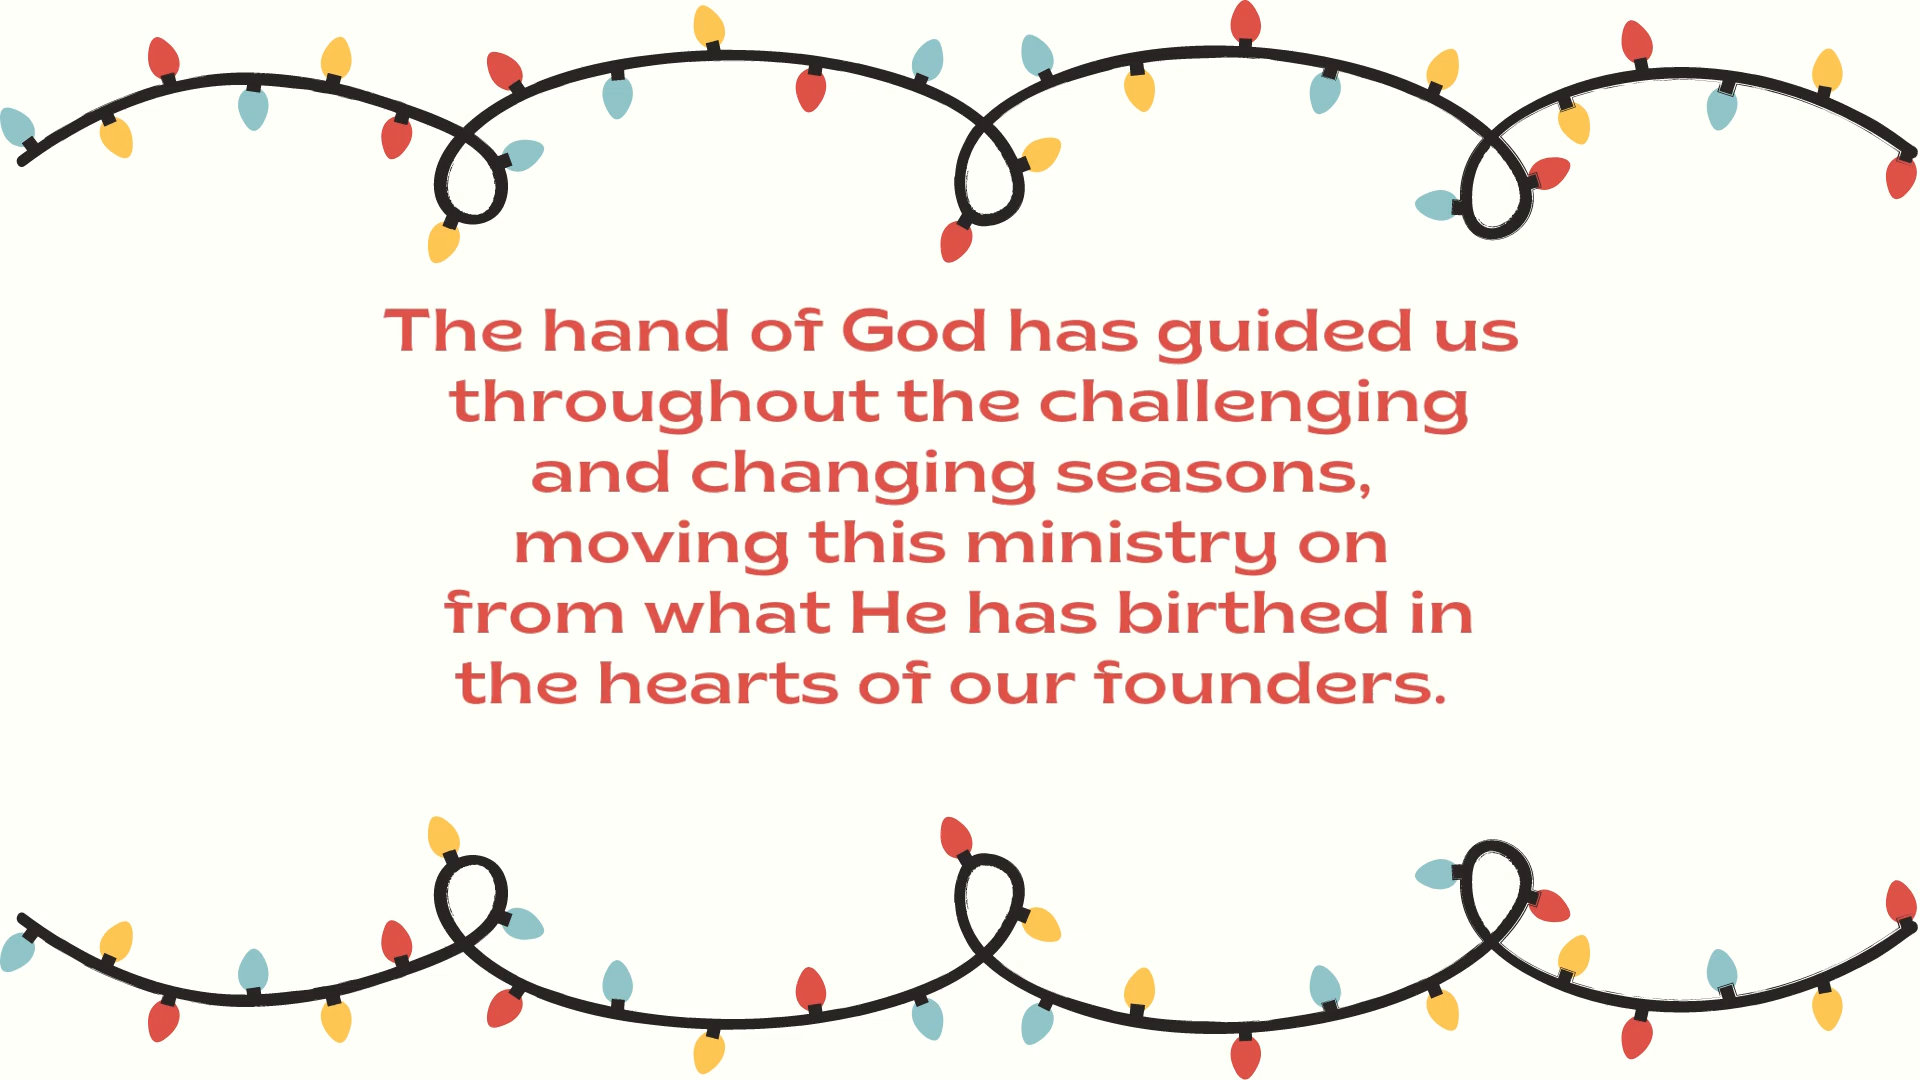 The hand of God has guided us
throughout the challenging
and changing seasons,
moving this ministry on
from what He has birthed in
the hearts of our founders.